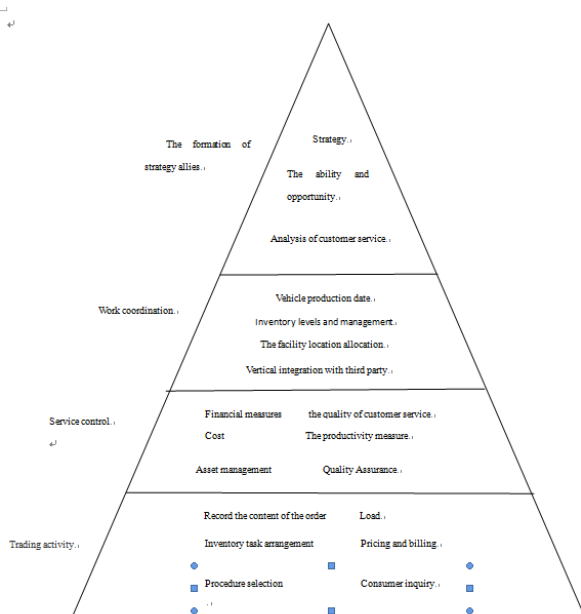 The formation of
strategy allies.
Strategy.
The ability and
opportunity.
Analysis of customer service.
Work coordination.
Vehicle production date.
Inventory levels and management.
The facility location allocation.
Vertical integration with third party.
Service control.
Financial measures the quality of customer service.
Cost The productivity measure.
Asset management Quality Assurance.
Trading activity.
Record the content of the order Load.
Inventory task arrangement Pricing and billing.
Procedure selection Consumer inquiry.